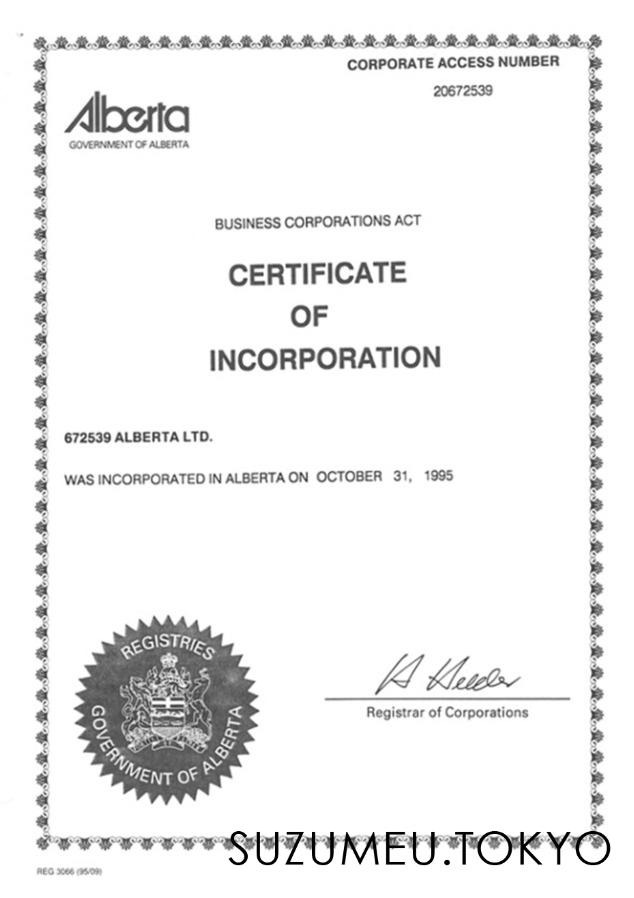 CORPORATE ACCESS NUMBER
20672539
Alberta
GOVERNMENT OF ALBERTA
BUSINESS CORPORATIONS ACT
CERTIFICATE
OF
INCORPORATION
672539 ALBERTA LTD.
WAS INCORPORATED IN ALBERTA ON OCTOBER 31, 1995
REGISTRIES
GOVERNMENT OF ALBERTA
Registrar of Corporations
SUZUMEU.TOKYO
REG 3066 (95/09)